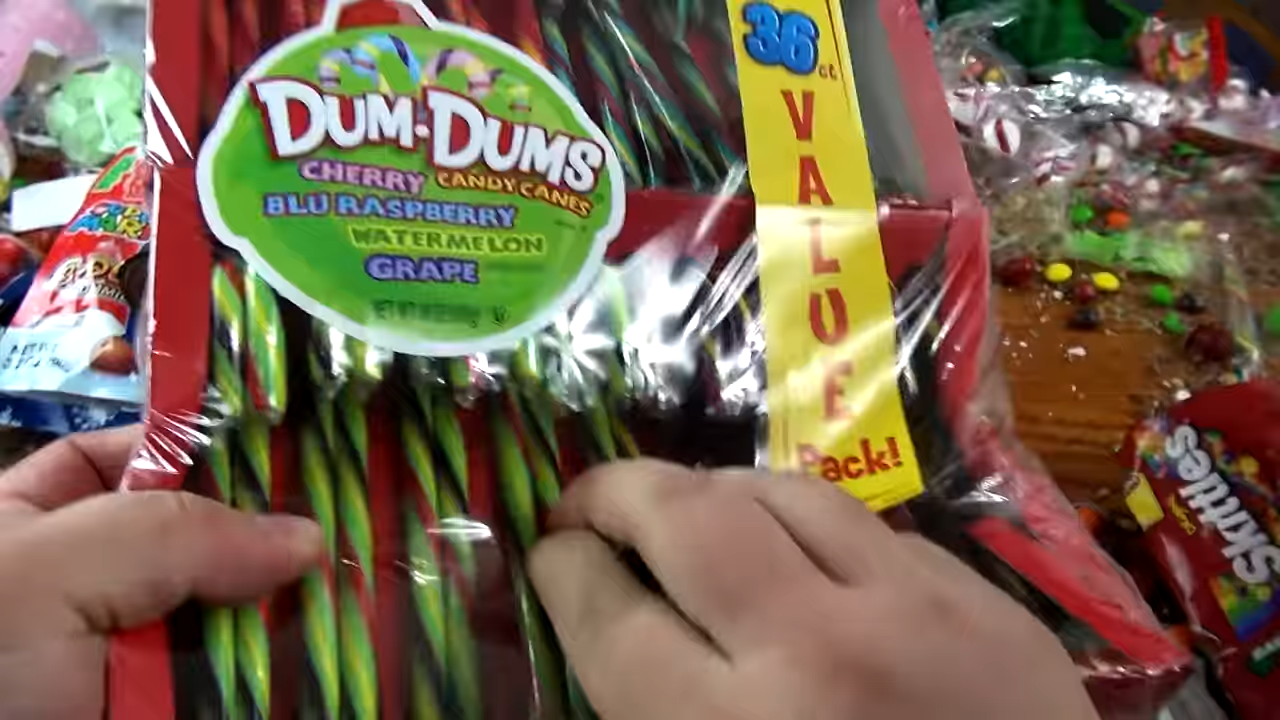 36 ct
VALUE
Pack!
DUM-DUMS
CHERRY CANDY CANES
BLU RASPBERRY
WATERMELON
GRAPE
Skittles